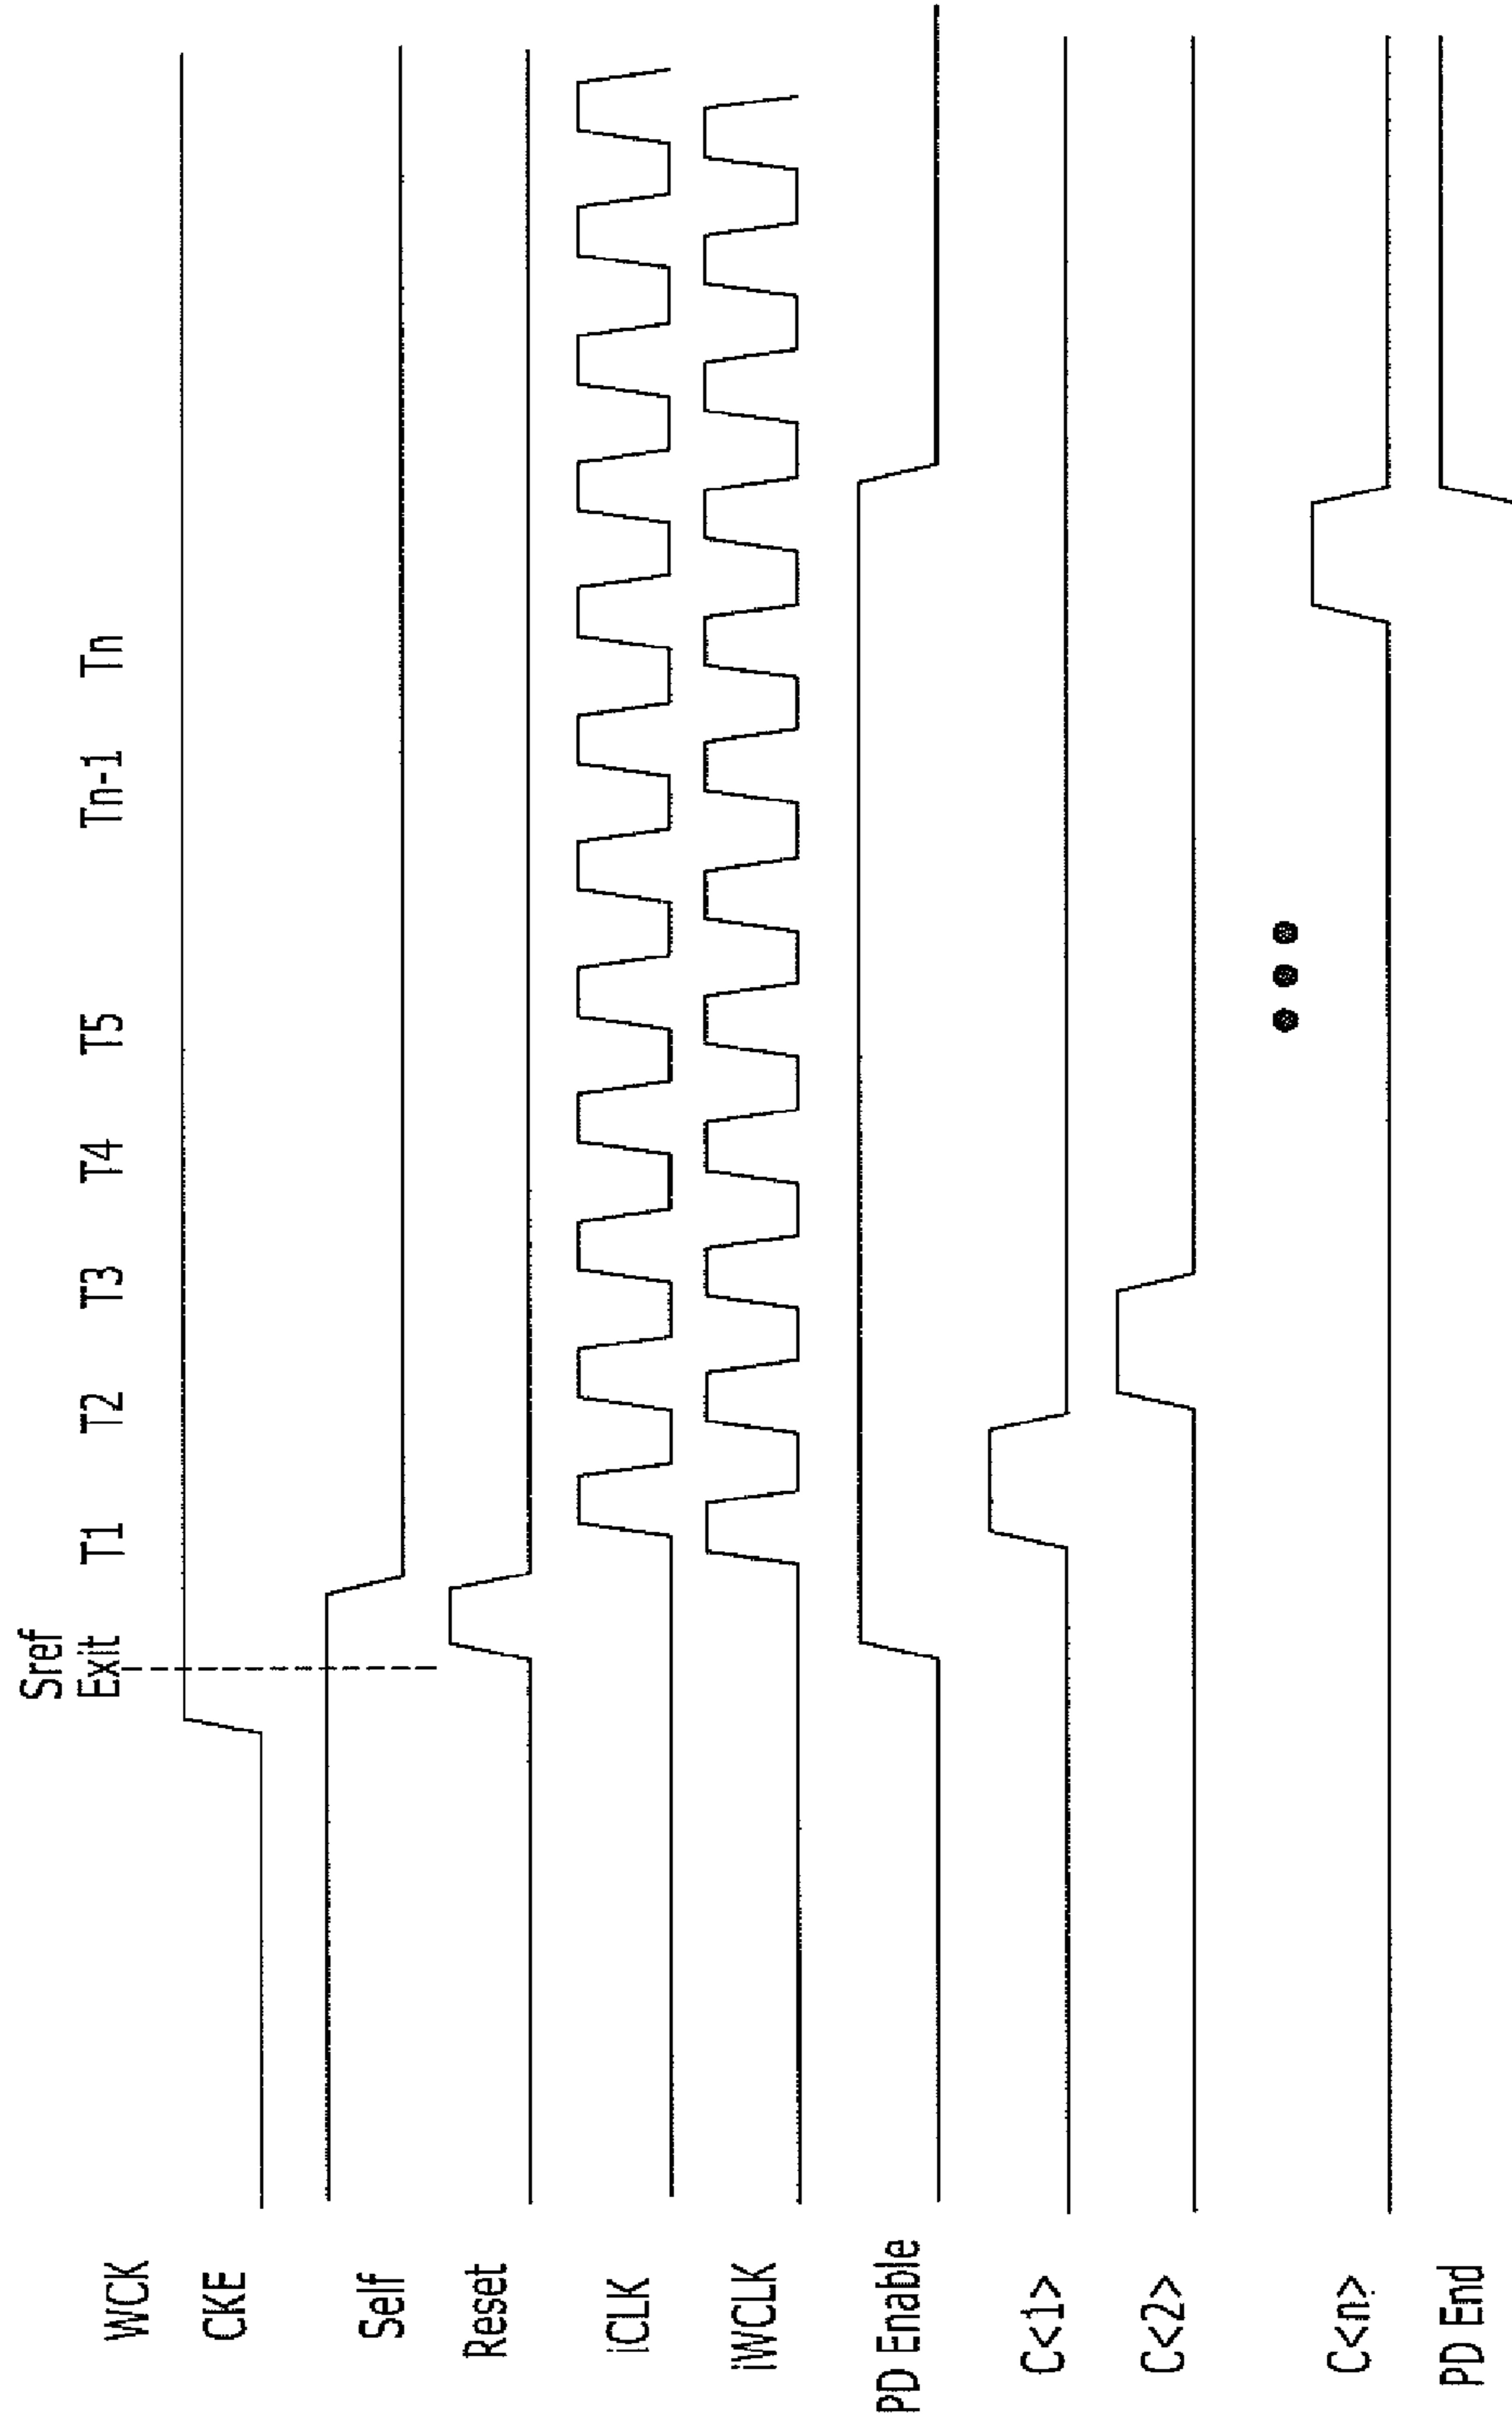 Sref
Exit
T1 T2 T3 T4 T5 Tn-1 Tn
WCK
CKE
Self
Reset
iCLK
iWCLK
PD Enable
C<1>
C<2>
C<n>
PD End